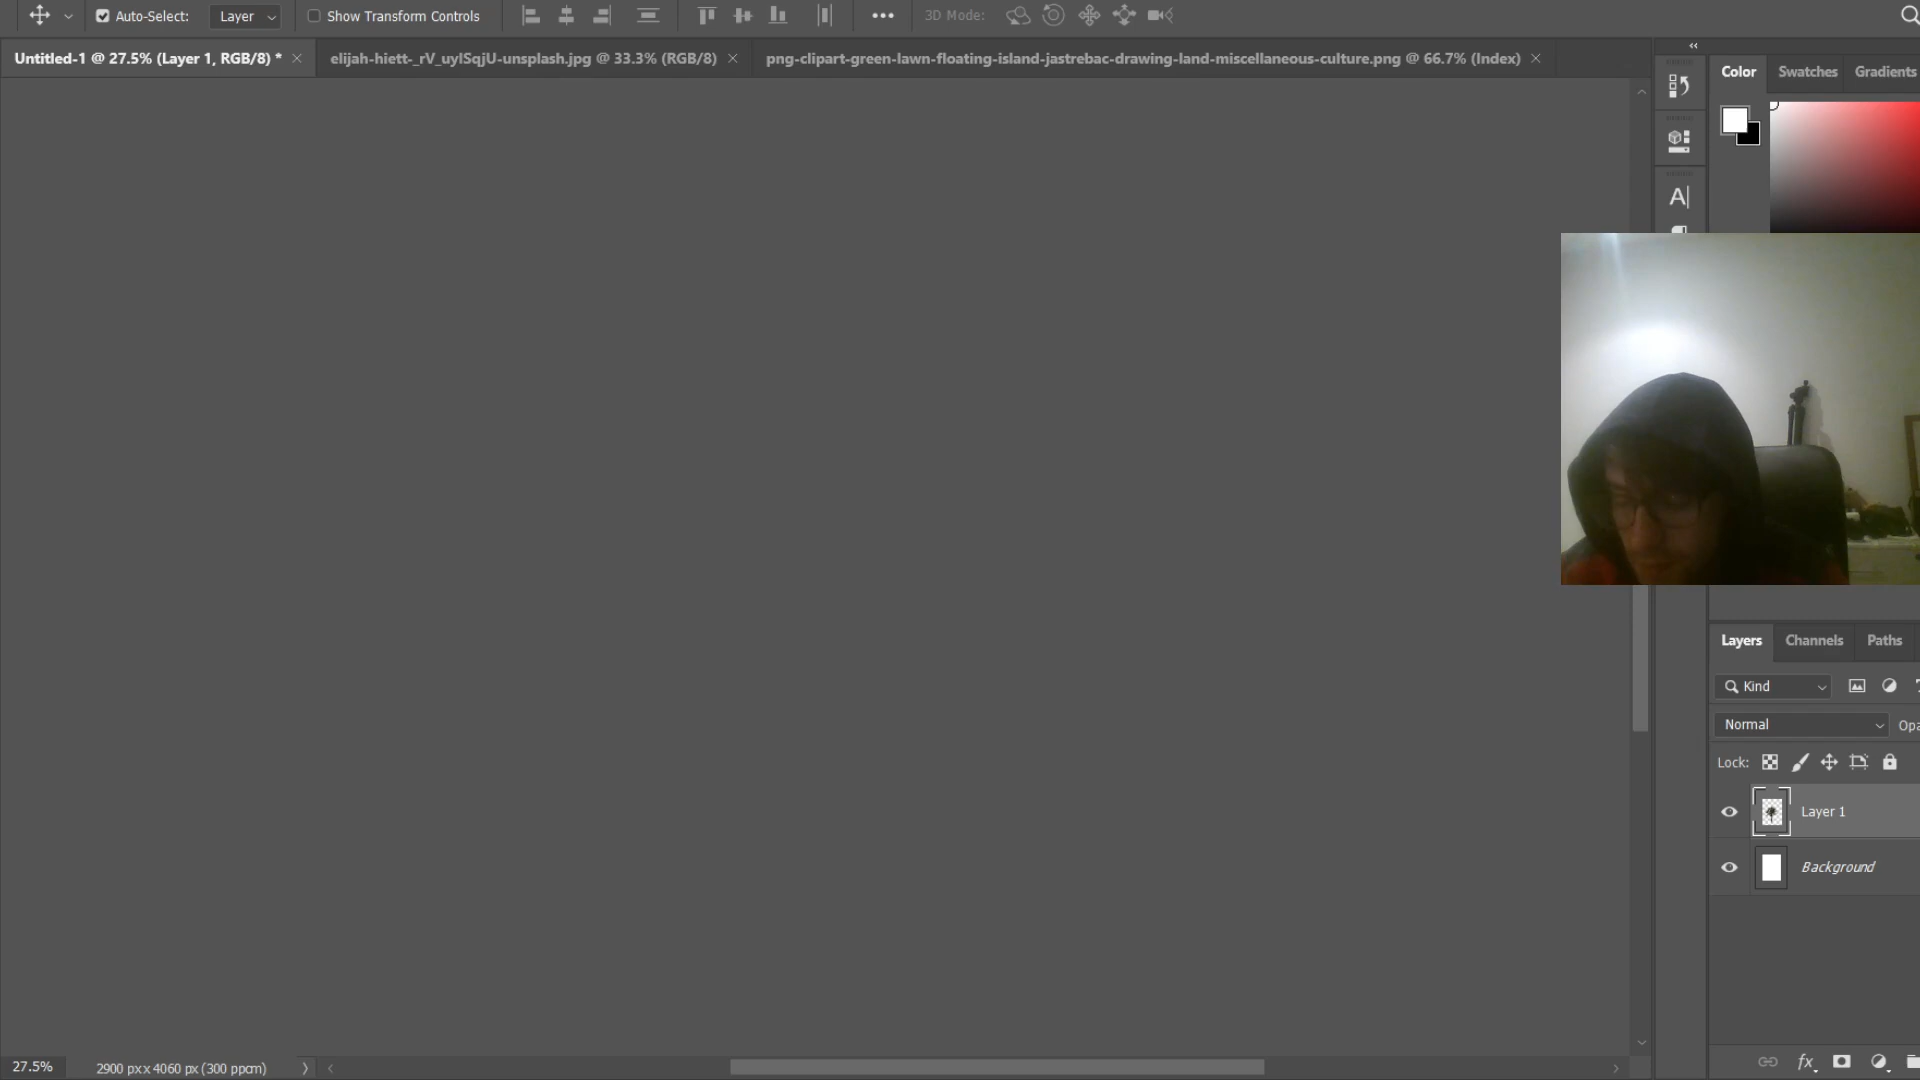 Auto-Select: Layer Show Transform Controls 3D Mode:
Untitled-1 @ 27.5% (Layer 1, RGB/8) * elijah-hiett-_rV_uyISqjU-unsplash.jpg @ 33.3% (RGB/8) png-clipart-green-lawn-floating-island-jastrebac-drawing-land-miscellaneous-culture.png @ 66.7% (Index)
Color Swatches Gradients
Layers Channels Paths
Kind
Normal Opa
Lock:
Layer 1
Background
fx
27.5% 2900 px x 4060 px (300 ppcm)